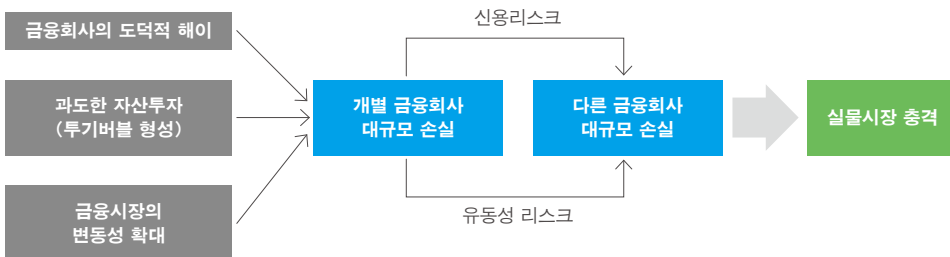 금융회사의 도덕적 해이
과도한 자산투자
(투기버블 형성)
금융시장의
변동성 확대
신용리스크
개별 금융회사
대규모 손실
다른 금융회사
대규모 손실
유동성 리스크
실물시장 충격